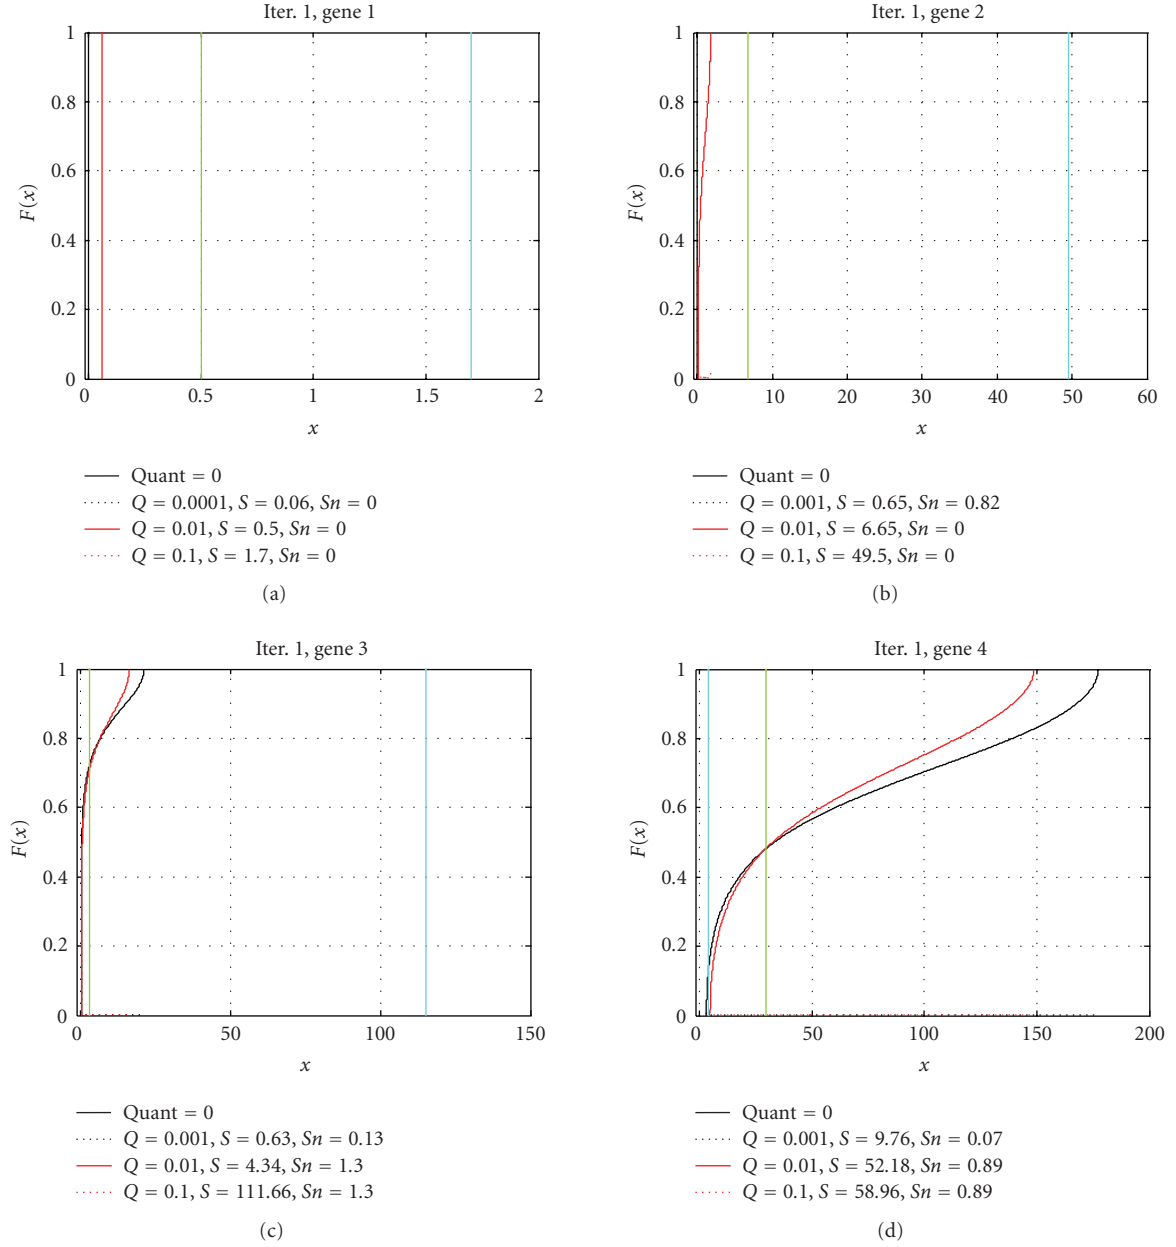 Iter. 1, gene 1
1
0.8
0.6
0.4
0.2
0
F(x)
0 0.5 1 1.5 2
x
Quant = 0
Q = 0.0001, S = 0.06, Sn = 0
Q = 0.01, S = 0.5, Sn = 0
Q = 0.1, S = 1.7, Sn = 0
(a)
Iter. 1, gene 2
1
0.8
0.6
0.4
0.2
0
F(x)
0 10 20 30 40 50 60
x
Quant = 0
Q = 0.001, S = 0.65, Sn = 0.82
Q = 0.01, S = 6.65, Sn = 0
Q = 0.1, S = 49.5, Sn = 0
(b)
Iter. 1, gene 3
1
0.8
0.6
0.4
0.2
0
F(x)
0 50 100 150
x
Quant = 0
Q = 0.001, S = 0.63, Sn = 0.13
Q = 0.01, S = 4.34, Sn = 1.3
Q = 0.1, S = 111.66, Sn = 1.3
(c)
Iter. 1, gene 4
1
0.8
0.6
0.4
0.2
0
F(x)
0 50 100 150 200
x
Quant = 0
Q = 0.001, S = 9.76, Sn = 0.07
Q = 0.01, S = 52.18, Sn = 0.89
Q = 0.1, S = 58.96, Sn = 0.89
(d)